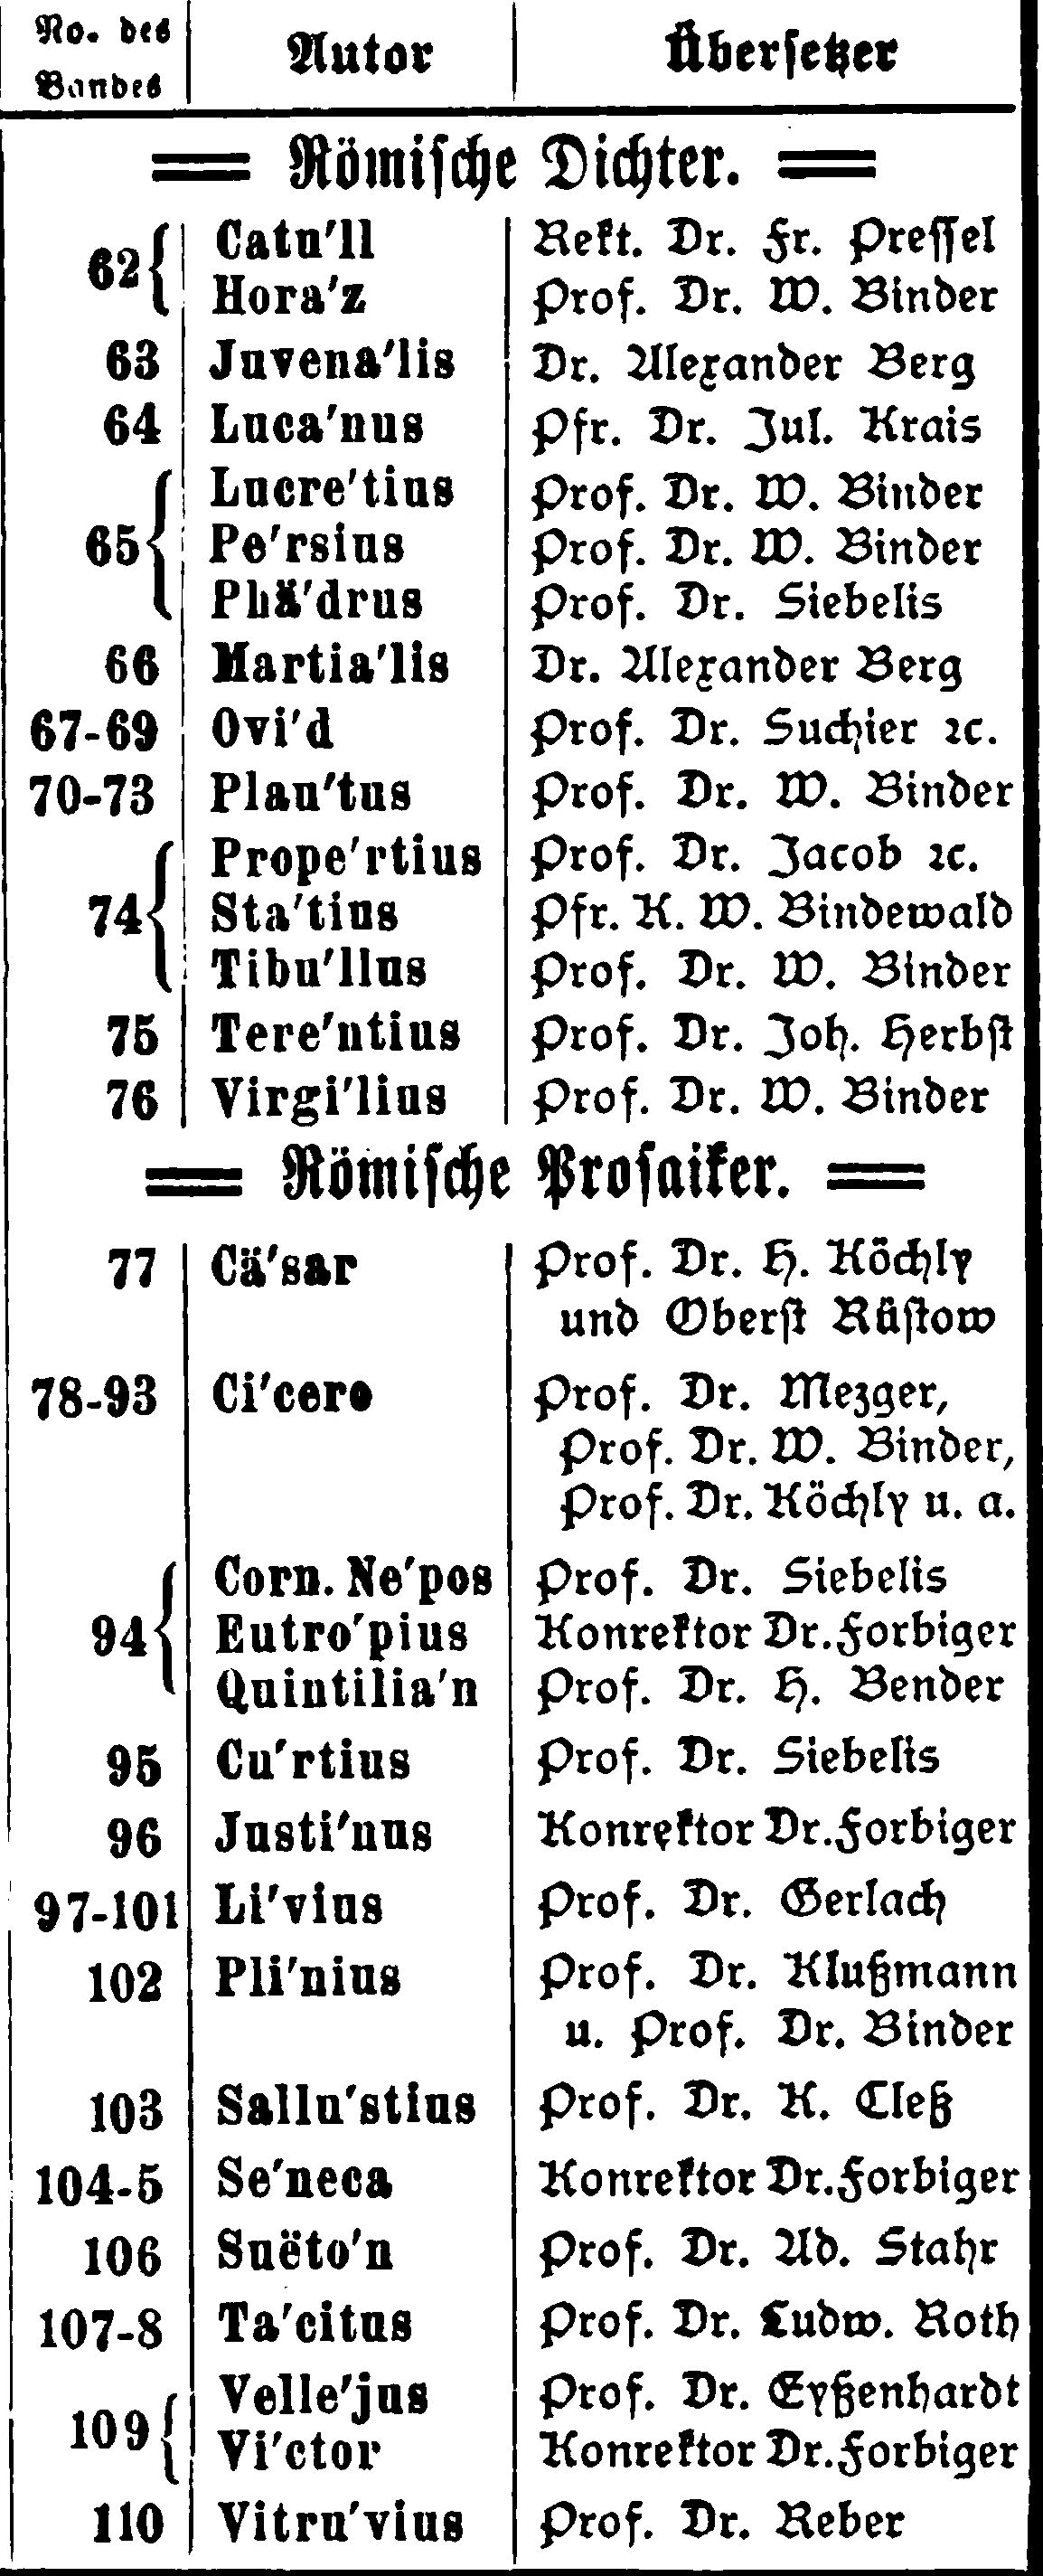 No. des Bandes | Autor | Übersetzer
Römische Dichter.
62 { Catu'll | Rekt. Dr. Fr. Pressel
Hora'z | Prof. Dr. W. Binder
63 | Juvena'lis | Dr. Alexander Berg
64 | Luca'nus | Pfr. Dr. Jul. Krais
Lucre'tius | Prof. Dr. W. Binder
65 { Pe'rsius | Prof. Dr. W. Binder
Phä'drus | Prof. Dr. Siebelis
66 | Martia'lis | Dr. Alexander Berg
67-69 | Ovi'd | Prof. Dr. Suchier ꝛc.
70-73 | Plau'tus | Prof. Dr. W. Binder
Prope'rtius | Prof. Dr. Jacob ꝛc.
74 { Sta'tius | Pfr. K. W. Bindewald
Tibu'llus | Prof. Dr. W. Binder
75 | Tere'ntius | Prof. Dr. Joh. Herbst
76 | Virgi'lius | Prof. Dr. W. Binder
Römische Prosaiker.
77 | Cä'sar | Prof. Dr. H. Köchly
und Oberst Rüstow
78-93 | Ci'cero | Prof. Dr. Mezger,
Prof. Dr. W. Binder,
Prof. Dr. Köchly u. a.
Corn. Ne'pos | Prof. Dr. Siebelis
94 { Eutro'pius | Konrektor Dr. Forbiger
Quintilia'n | Prof. Dr. H. Bender
95 | Cu'rtius | Prof. Dr. Siebelis
96 | Justi'nus | Konrektor Dr. Forbiger
97-101 | Li'vius | Prof. Dr. Gerlach
102 | Pli'nius | Prof. Dr. Klußmann
u. Prof. Dr. Binder
103 | Sallu'stius | Prof. Dr. K. Cleß
104-5 | Se'neca | Konrektor Dr. Forbiger
106 | Suëto'n | Prof. Dr. Ad. Stahr
107-8 | Ta'citus | Prof. Dr. Ludw. Roth
109 { Velle'jus | Prof. Dr. Eyßenhardt
Vi'ctor | Konrektor Dr. Forbiger
110 | Vitru'vius | Prof. Dr. Reber